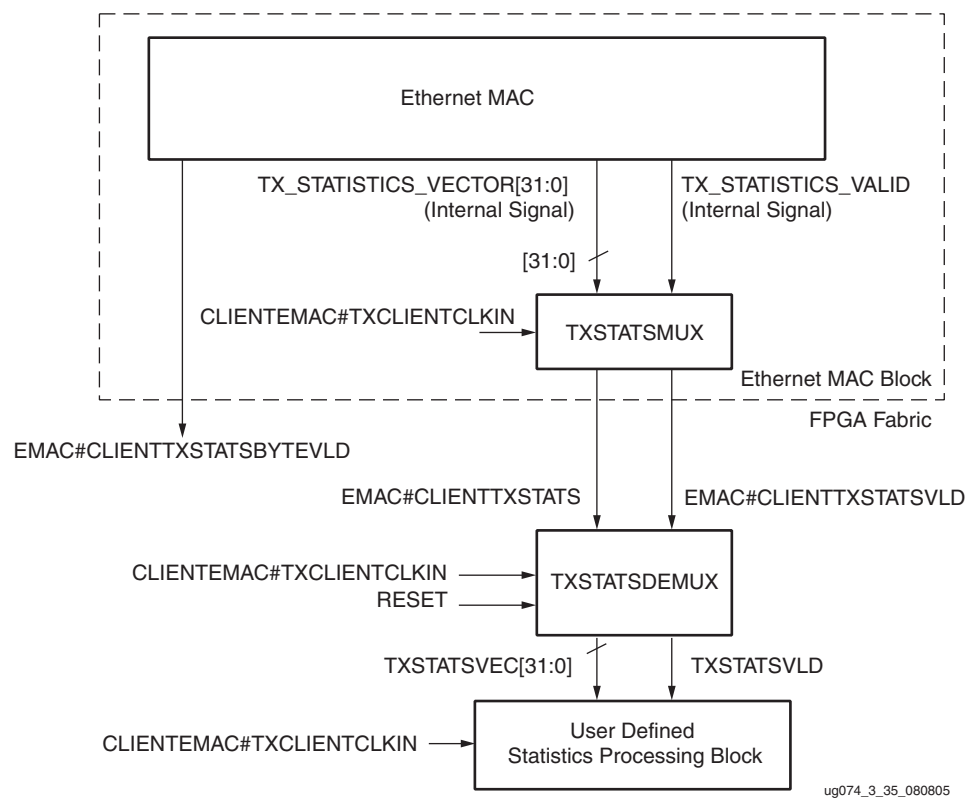 Ethernet MAC
TX_STATISTICS_VECTOR[31:0]
(Internal Signal)
TX_STATISTICS_VALID
(Internal Signal)
[31:0]
CLIENTEMAC#TXCLIENTCLKIN
TXSTATSMUX
Ethernet MAC Block
FPGA Fabric
EMAC#CLIENTTXSTATSBYTEVLD
EMAC#CLIENTTXSTATS
EMAC#CLIENTTXSTATSVLD
CLIENTEMAC#TXCLIENTCLKIN
RESET
TXSTATSDEMUX
TXSTATSVEC[31:0]
TXSTATSVLD
CLIENTEMAC#TXCLIENTCLKIN
User Defined
Statistics Processing Block
ug074_3_35_080805